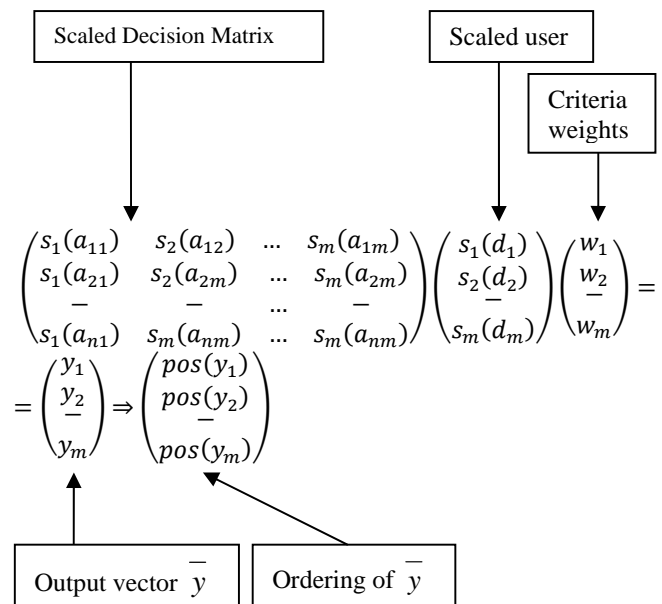 Scaled Decision Matrix
Scaled user
Criteria
weights
s₁(a₁₁) s₂(a₁₂) … sₘ(a₁ₘ) s₁(d₁) w₁
s₁(a₂₁) s₂(a₂ₘ) … sₘ(a₂ₘ) s₂(d₂) w₂
− − … − − − =
s₁(aₙ₁) sₘ(aₙₘ) … sₘ(aₙₘ) sₘ(dₘ) wₘ
y₁ pos(y₁)
y₂ pos(y₂)
= − ⇒ −
yₘ pos(yₘ)
Output vector y̅
Ordering of y̅